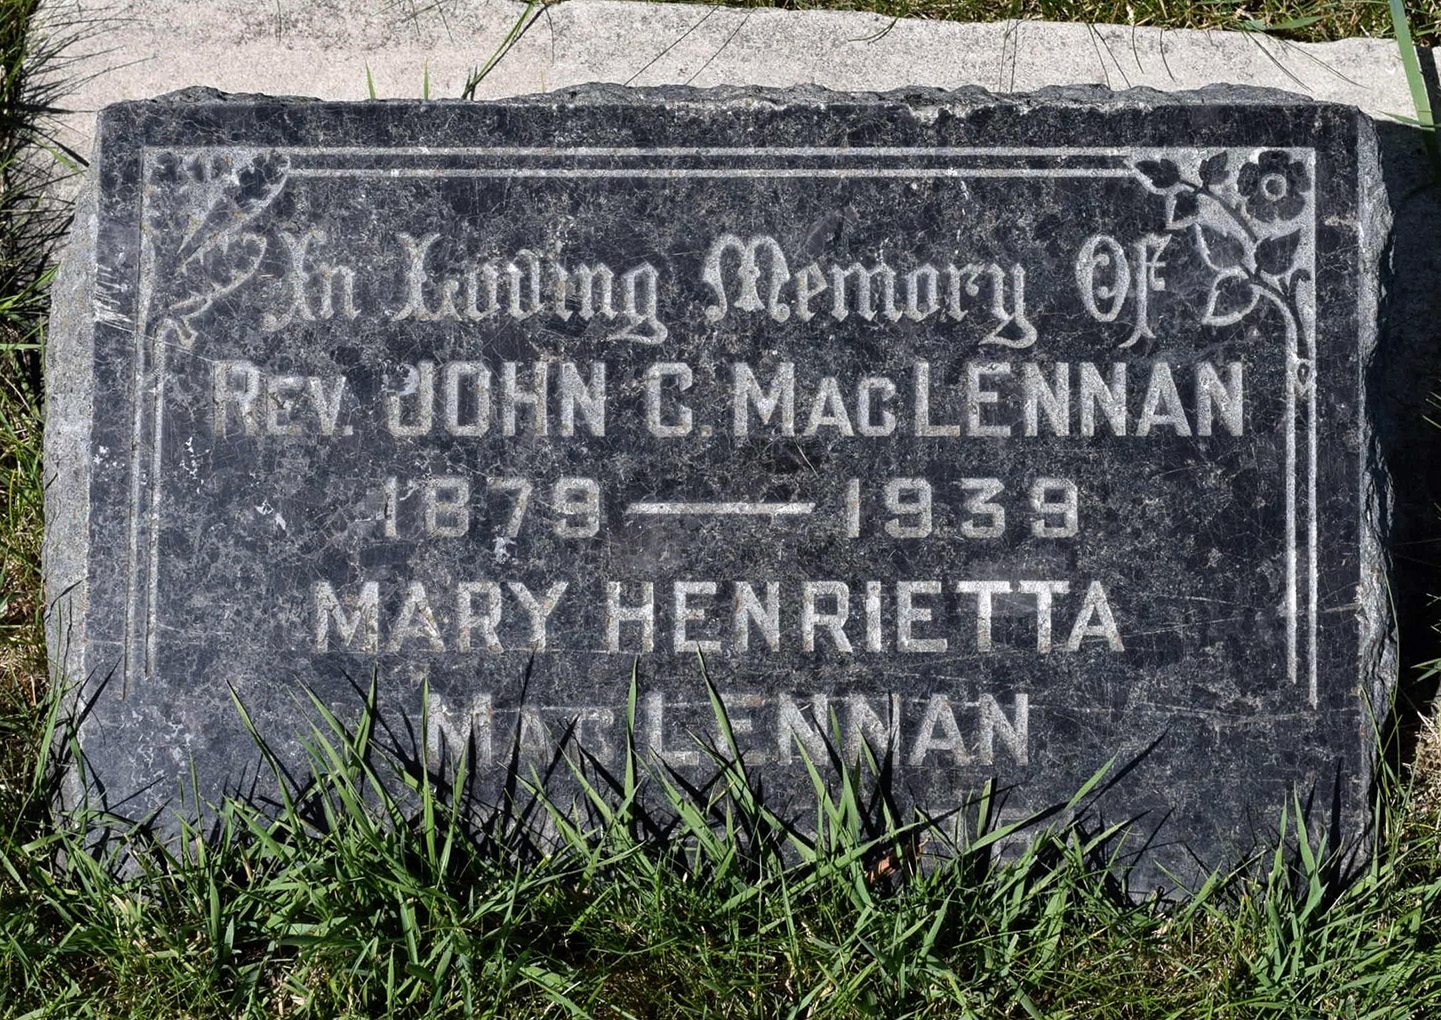 In Loving Memory Of
REV. JOHN C. MACLENNAN
1879 — 1939
MARY HENRIETTA
MACLENNAN